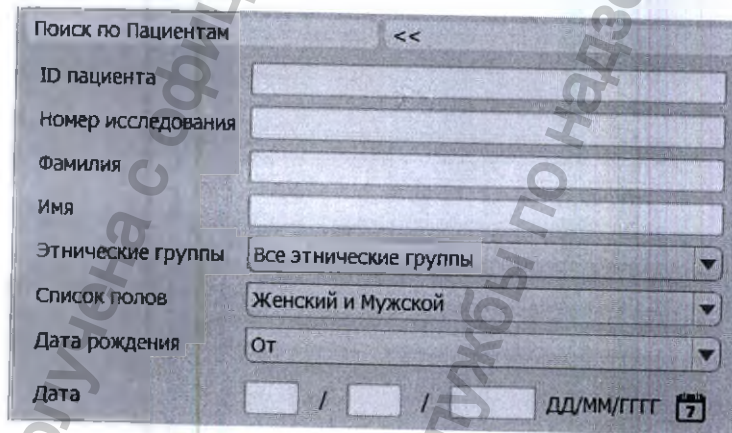 Поиск по Пациентам <<
ID пациента
Номер исследования
Фамилия
Имя
Этнические группы Все этнические группы
Список полов Женский и Мужской
Дата рождения От
Дата / / ДД/ММ/ГГГГ 7